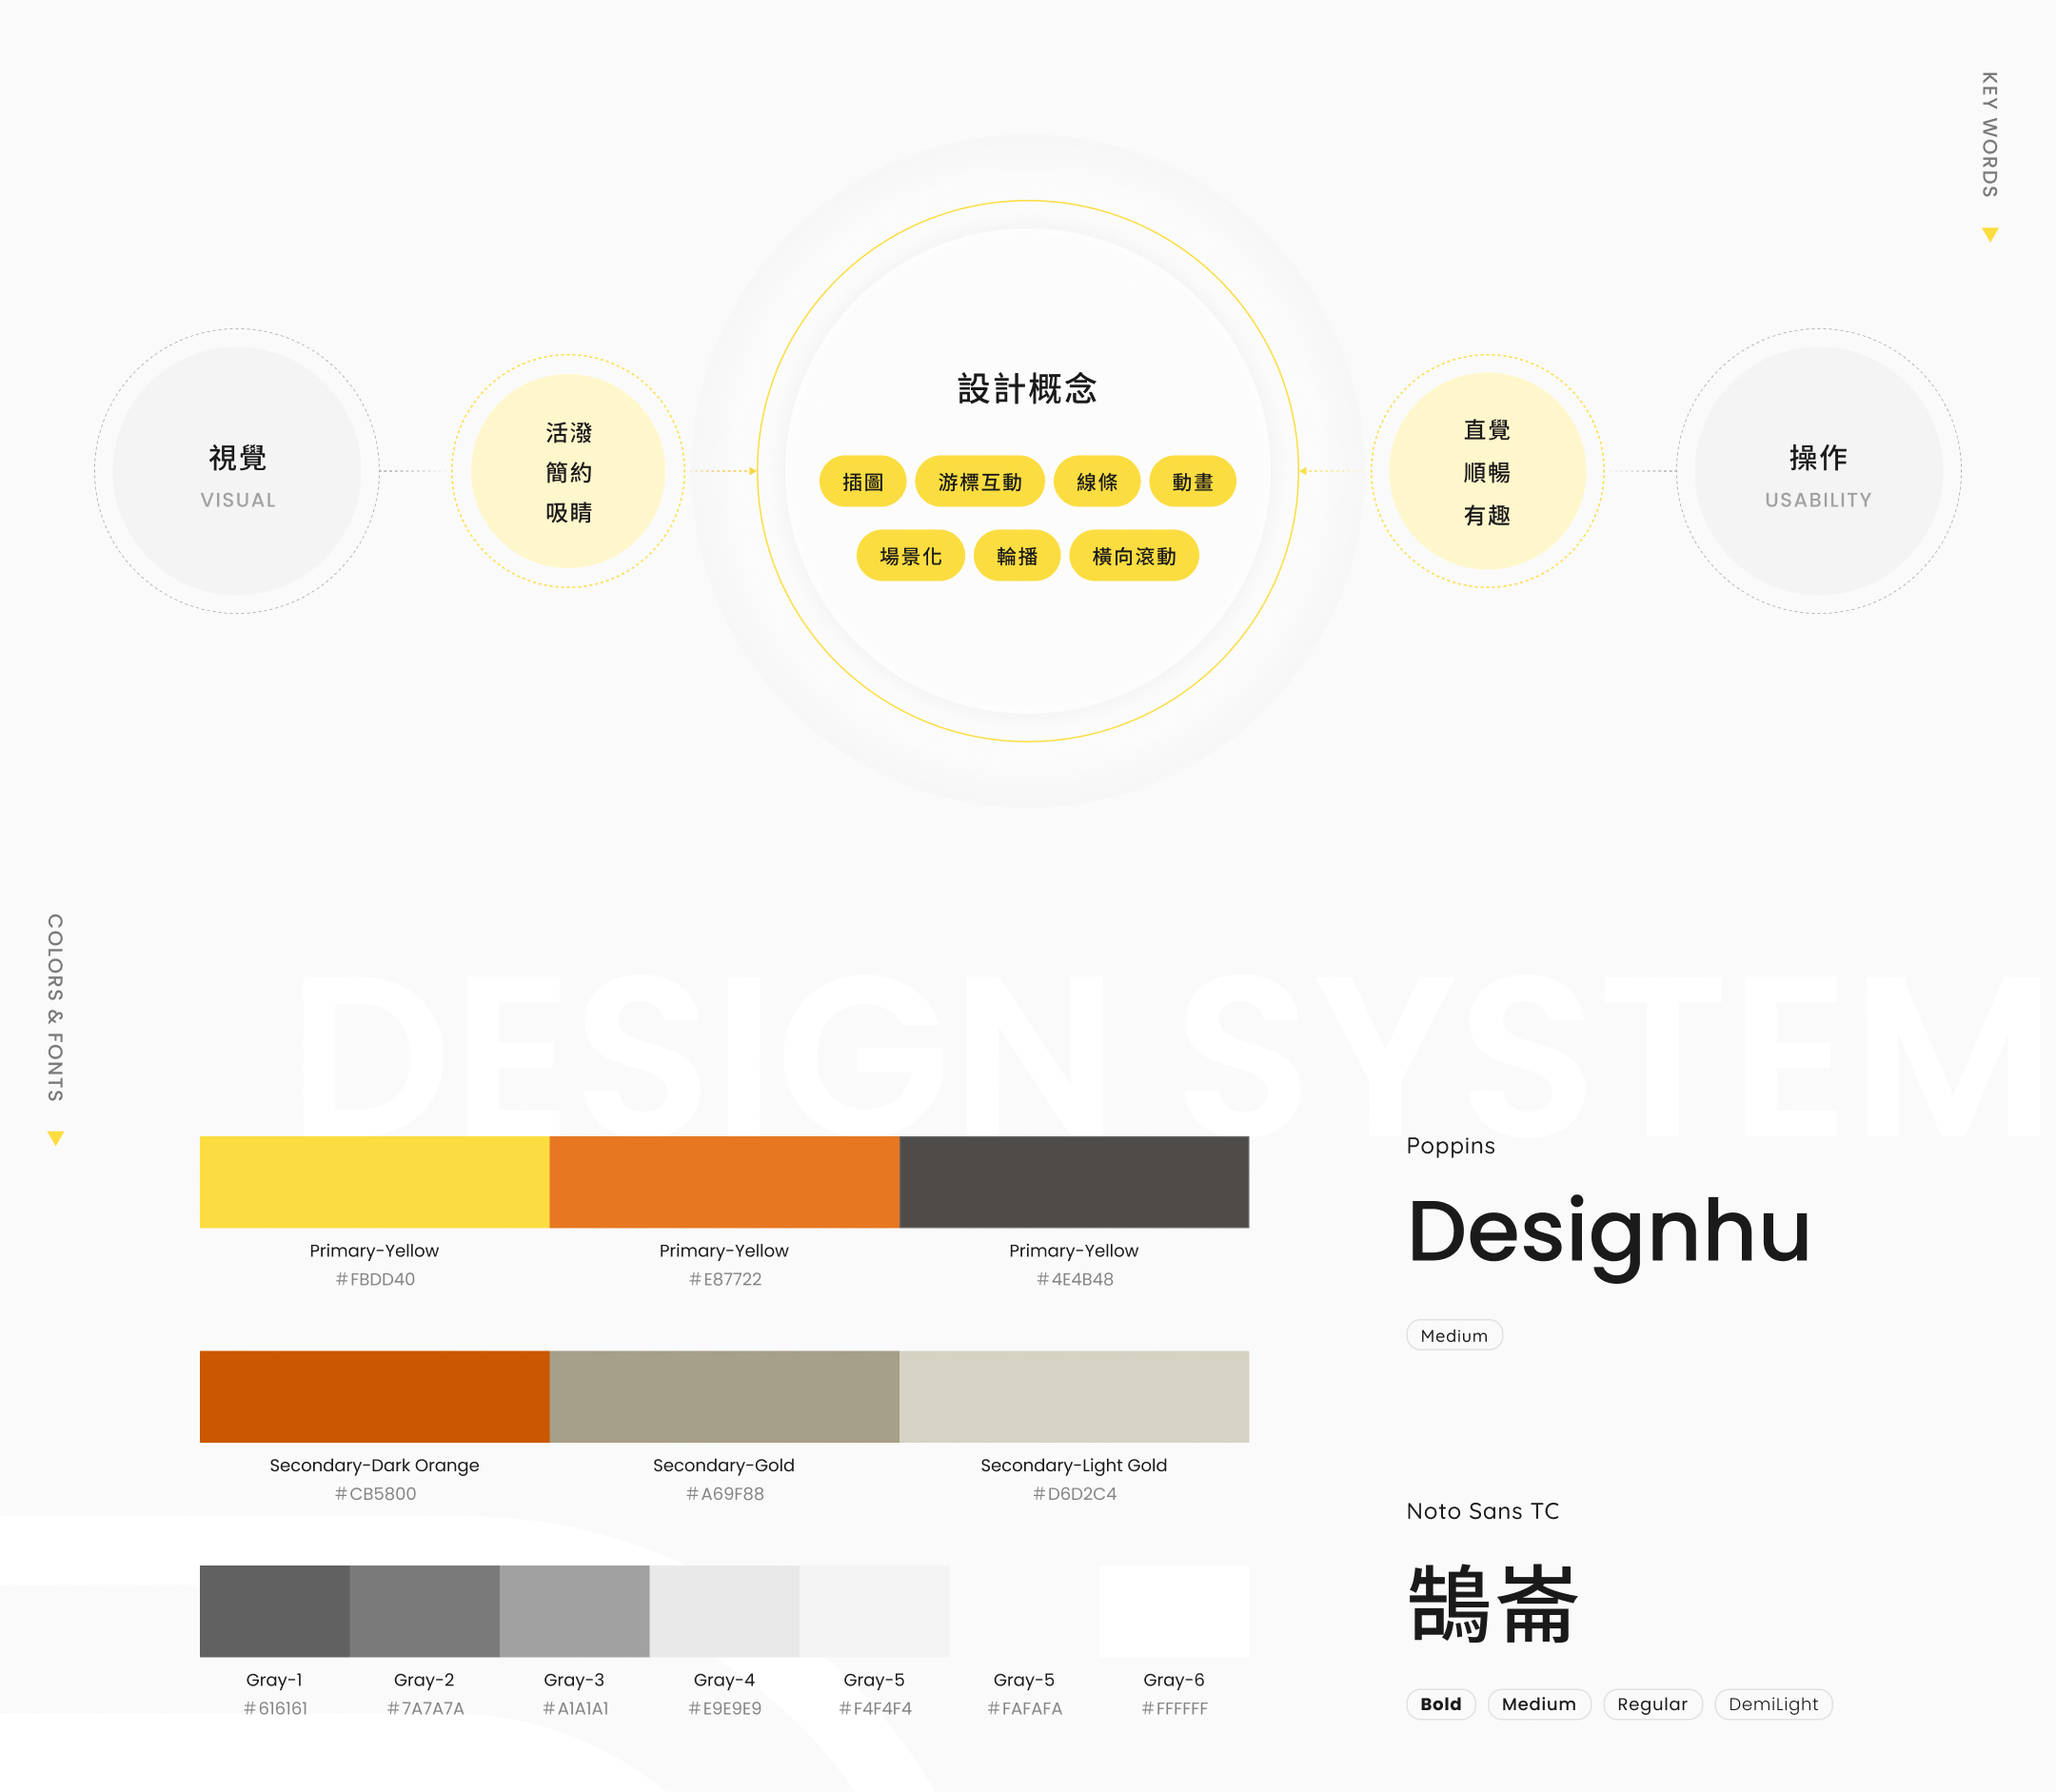 KEY WORDS
視覺
VISUAL
活潑
簡約
吸睛
設計概念
插圖 游標互動 線條 動畫
場景化 輪播 橫向滾動
直覺
順暢
有趣
操作
USABILITY
COLORS & FONTS
DESIGN SYSTEM
Primary-Yellow Primary-Yellow Primary-Yellow
#FBDD40 #E87722 #4E4B48
Secondary-Dark Orange Secondary-Gold Secondary-Light Gold
#CB5800 #A69F88 #D6D2C4
Gray-1 Gray-2 Gray-3 Gray-4 Gray-5 Gray-5 Gray-6
#616161 #7A7A7A #A1A1A1 #E9E9E9 #F4F4F4 #FAFAFA #FFFFFF
Poppins
Designhu
Medium
Noto Sans TC
鵠崙
Bold Medium Regular DemiLight